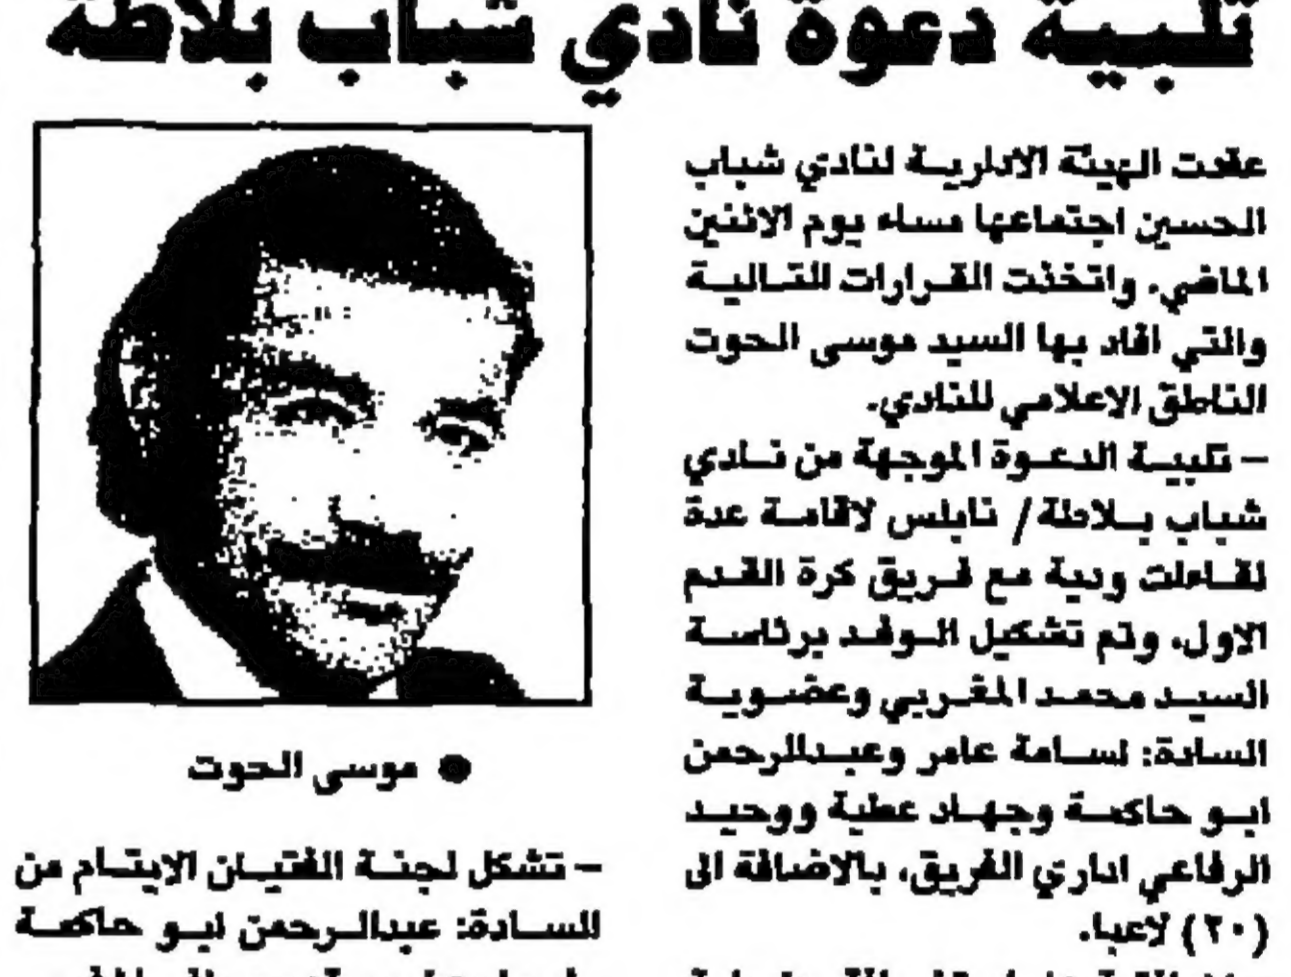 تلبية دعوة نادي شباب بلاطة
عقدت الهيئة الادارية لنادي شباب
الحسين اجتماعها مساء يوم الاثنين
الماضي. واتخذت القرارات التالية
والتي افاد بها السيد موسى الحوت
الناطق الاعلامي للنادي.
– تلبية الدعوة الموجهة من نادي
شباب بلاطة/ نابلس لاقامة عدة
لقاءات ودية مع فريق كرة القدم
الاول. وتم تشكيل الوفد برئاسة
السيد محمد المغربي وعضوية
السادة: اسامة عامر وعبدالرحمن
ابو حاكمة وجهاد عطية ووحيد
الرفاعي اداري الفريق، بالاضافة الى
(٢٠) لاعبا.
● موسى الحوت
– تشكل لجنة الفتيان الايتام من
السادة: عبدالرحمن ابو حاكمة